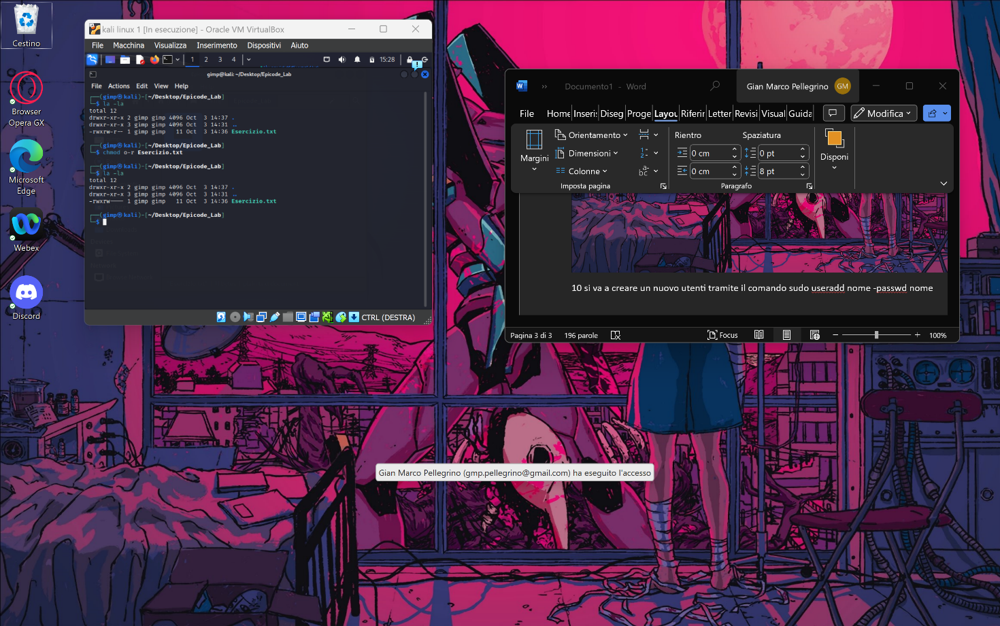 Cestino
Browser
Opera GX
Microsoft
Edge
Webex
Discord
kali linux 1 [In esecuzione] - Oracle VM VirtualBox
File Macchina Visualizza Inserimento Dispositivi Aiuto
1 2 3 4 15:28
gimp@kali: ~/Desktop/Epicode_Lab
File Actions Edit View Help
┌──(gimp㉿kali)-[~/Desktop/Epicode_Lab]
└─$ la -la
total 12
drwxr-xr-x 2 gimp gimp 4096 Oct 3 14:37 .
drwxr-xr-x 3 gimp gimp 4096 Oct 3 14:31 ..
-rwxrw-r-- 1 gimp gimp 11 Oct 3 14:36 Esercizio.txt
┌──(gimp㉿kali)-[~/Desktop/Epicode_Lab]
└─$ chmod o-r Esercizio.txt
┌──(gimp㉿kali)-[~/Desktop/Epicode_Lab]
└─$ la -la
total 12
drwxr-xr-x 2 gimp gimp 4096 Oct 3 14:37 .
drwxr-xr-x 3 gimp gimp 4096 Oct 3 14:31 ..
-rwxrw---- 1 gimp gimp 11 Oct 3 14:36 Esercizio.txt
┌──(gimp㉿kali)-[~/Desktop/Epicode_Lab]
└─$
CTRL (DESTRA)
Documento1 - Word
Gian Marco Pellegrino GM
File Home Inseris Diseg Proge Layou Riferir Letter Revisi Visual Guida Modifica
Margini
Orientamento
Dimensioni
Colonne
Imposta pagina
Rientro Spaziatura
0 cm 0 pt
0 cm 8 pt
Paragrafo
Disponi
10 si va a creare un nuovo utenti tramite il comando sudo useradd nome -passwd nome
Pagina 3 di 3 196 parole Focus 100%
Gian Marco Pellegrino (gmp.pellegrino@gmail.com) ha eseguito l'accesso